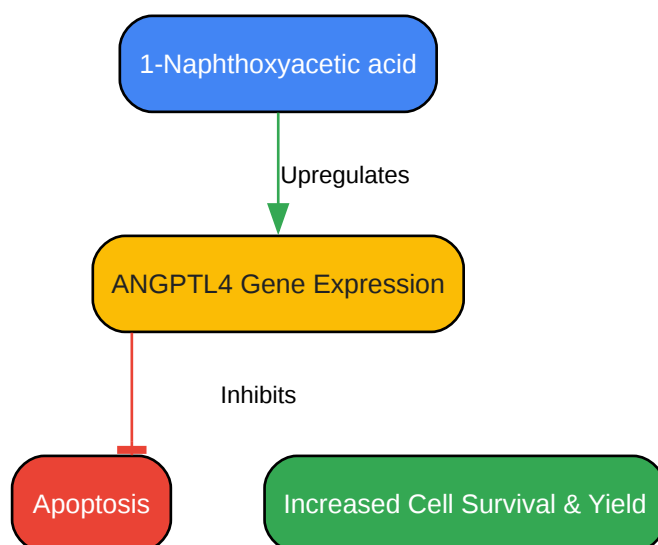 1-Naphthoxyacetic acid
Upregulates
ANGPTL4 Gene Expression
Inhibits
Apoptosis
Increased Cell Survival & Yield